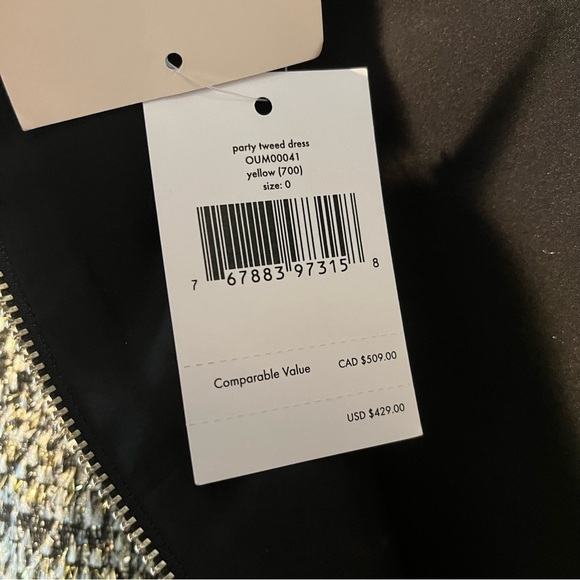 party tweed dress
OUM00041
yellow (700)
size: 0
7 67883 97315 8
Comparable Value CAD $509.00
USD $429.00